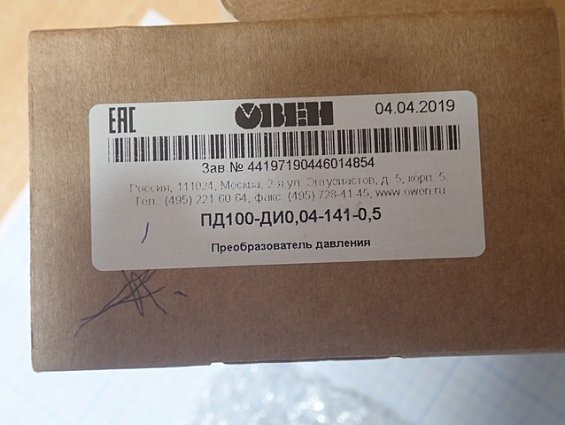 EAC ОВЕН 04.04.2019
Зав № 44197190446014854
Россия, 111024, Москва, 2-я ул. Энтузиастов, д. 5, корп. 5,
Тел.: (495) 221 60 64, Факс: (495) 728-41-45, www.owen.ru
ПД100-ДИ0,04-141-0,5
Преобразователь давления